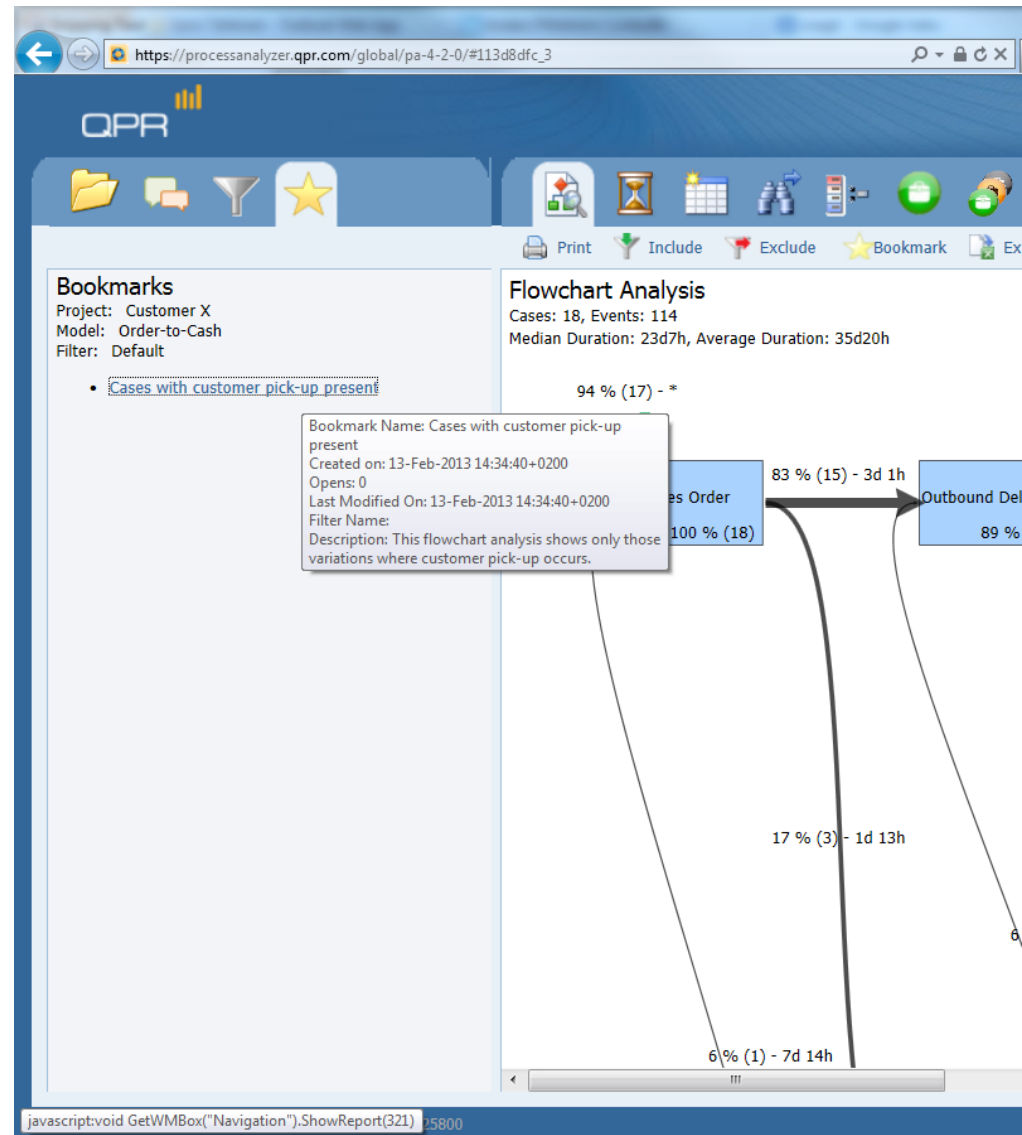 https://processanalyzer.qpr.com/global/pa-4-2-0/#113d8dfc_3
QPR
Print Include Exclude Bookmark Ex
Bookmarks
Project: Customer X
Model: Order-to-Cash
Filter: Default
Cases with customer pick-up present
Flowchart Analysis
Cases: 18, Events: 114
Median Duration: 23d7h, Average Duration: 35d20h
94 % (17) - *
Bookmark Name: Cases with customer pick-up
present
Created on: 13-Feb-2013 14:34:40+0200
Opens: 0
Last Modified On: 13-Feb-2013 14:34:40+0200
Filter Name:
Description: This flowchart analysis shows only those
variations where customer pick-up occurs.
es Order
100 % (18)
83 % (15) - 3d 1h
Outbound Del
89 %
17 % (3) - 1d 13h
6
6 % (1) - 7d 14h
javascript:void GetWMBox("Navigation").ShowReport(321)
25800